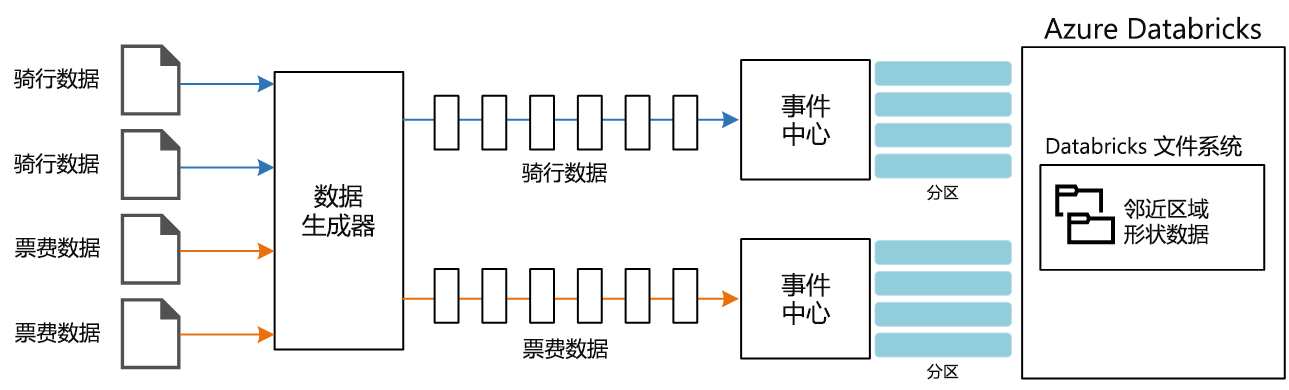 骑行数据
骑行数据
票费数据
票费数据
数据
生成器
骑行数据
票费数据
事件
中心
分区
事件
中心
分区
Azure Databricks
Databricks 文件系统
邻近区域
形状数据